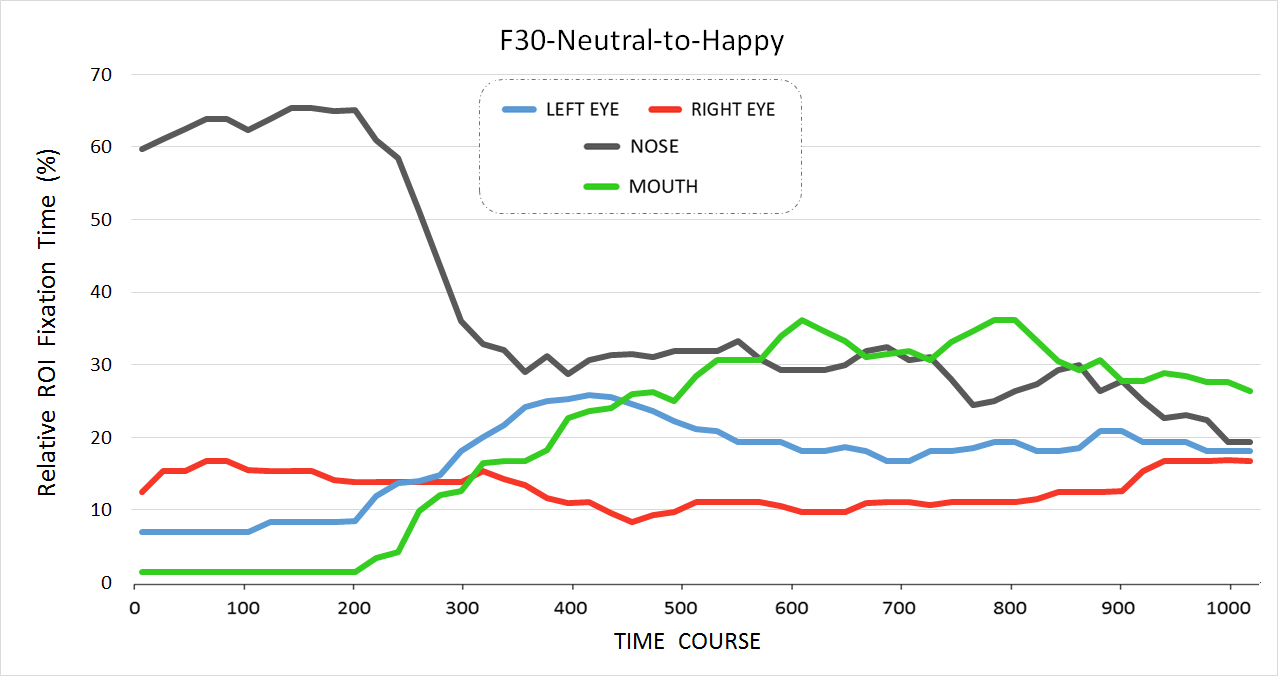 F30-Neutral-to-Happy
LEFT EYE RIGHT EYE
NOSE
MOUTH
Relative ROI Fixation Time (%)
70
60
50
40
30
20
10
0
0 100 200 300 400 500 600 700 800 900 1000
TIME COURSE